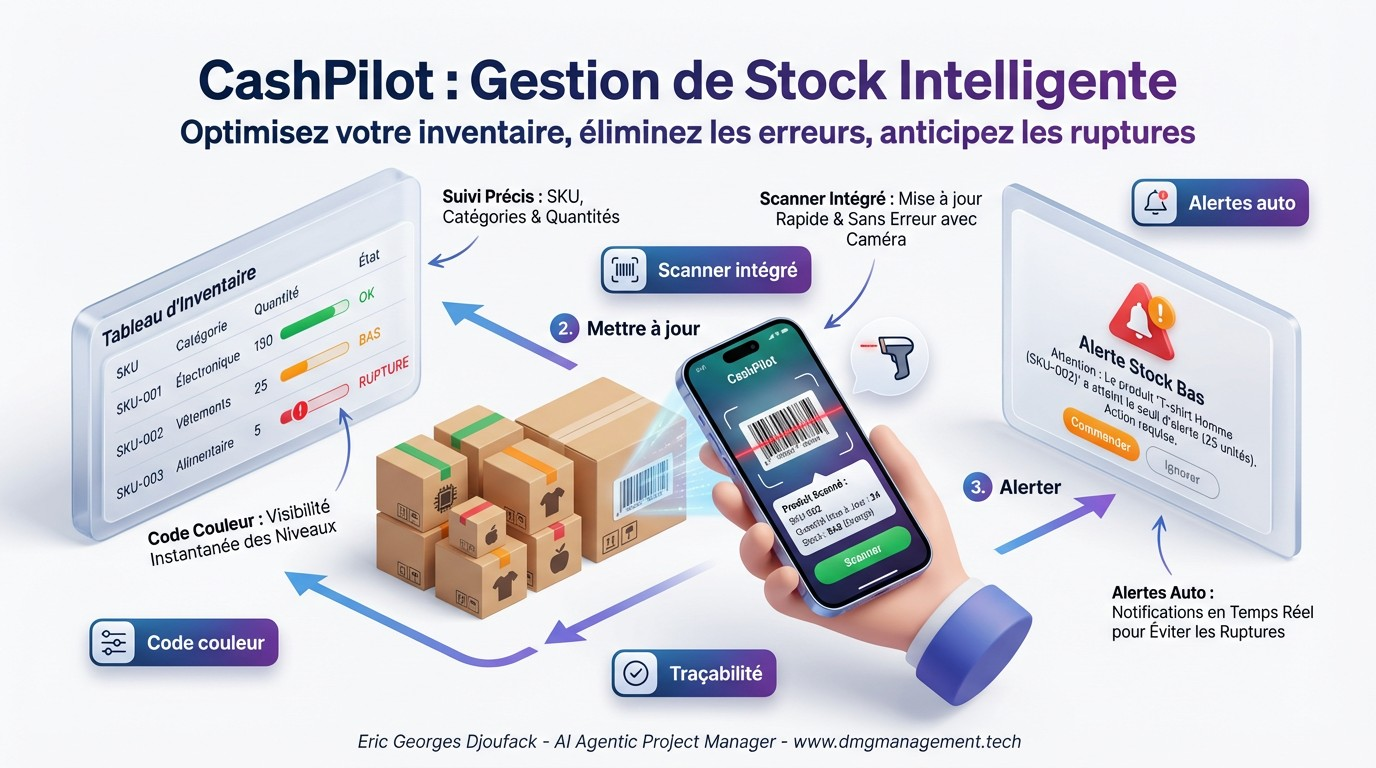 CashPilot : Gestion de Stock Intelligente
Optimisez votre inventaire, éliminez les erreurs, anticipez les ruptures
Suivi Précis : SKU,
Catégories & Quantités
Scanner Intégré : Mise à jour
Rapide & Sans Erreur avec
Caméra
Alertes auto
Scanner intégré
2. Mettre à jour
Tableau d'Inventaire
SKU Catégorie Quantité État
SKU-001 Électronique 190 OK
SKU-002 Vêtements 25 BAS
SKU-003 Alimentaire 5 RUPTURE
Code Couleur : Visibilité
Instantanée des Niveaux
Code couleur
CashPilot
Produit Scanné :
SKU 002
Scanner
Traçabilité
Alerte Stock Bas
Attention : Le produit 'T-shirt Homme
(SKU-002)' a atteint le seuil d'alerte (25 unités).
Action requise.
Commander
Ignorer
3. Alerter
Alertes Auto :
Notifications en Temps Réel
pour Éviter les Ruptures
Eric Georges Djoufack - AI Agentic Project Manager - www.dmgmanagement.tech